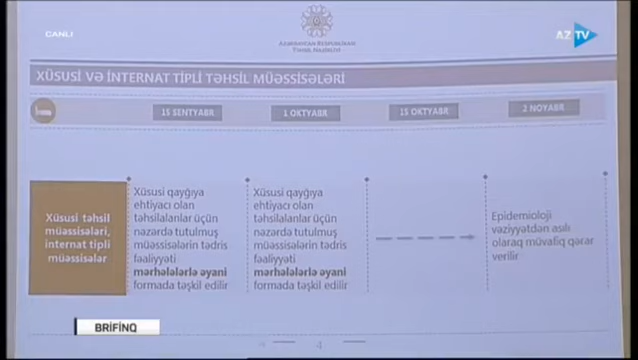 CANLI
AZTV
AZƏRBAYCAN RESPUBLİKASI
TƏHSİL NAZİRLİYİ
XÜSUSİ VƏ İNTERNAT TİPLİ TƏHSİL MÜƏSSİSƏLƏRİ
15 SENTYABR
1 OKTYABR
15 OKTYABR
2 NOYABR
Xüsusi təhsil
müəssisələri,
internat tipli
müəssisələr
Xüsusi qayğıya
ehtiyacı olan
təhsilalanlar üçün
nəzərdə tutulmuş
müəssisələrin tədris
fəaliyyəti
mərhələlərlə əyani
formada təşkil edilir
Xüsusi qayğıya
ehtiyacı olan
təhsilalanlar üçün
nəzərdə tutulmuş
müəssisələrin tədris
fəaliyyəti
mərhələlərlə əyani
formada təşkil edilir
Epidemioloji
vəziyyətdən asılı
olaraq müvafiq qərar
verilir
BRİFİNQ
4